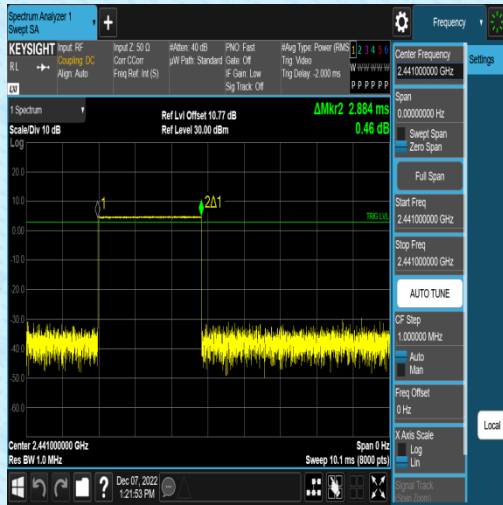 Spectrum Analyzer 1
Swept SA
Frequency
KEYSIGHT
Input: RF
Coupling: DC
Align: Auto
Input Z: 50 Ω
Corr CCorr
Freq Ref: Int (S)
#Atten: 40 dB
µW Path: Standard
PNO: Fast
Gate: Off
IF Gain: Low
Sig Track: Off
#Avg Type: Power (RMS
Trig: Video
Trig Delay: -2.000 ms
1 2 3 4 5 6
W W W W W W
P P P P P P
R L
LXI
1 Spectrum
Scale/Div 10 dB
Ref Lvl Offset 10.77 dB
Ref Level 30.00 dBm
ΔMkr2 2.884 ms
0.46 dB
Log
20.0
10.0
0.00
-10.0
-20.0
-30.0
-40.0
-50.0
-60.0
1
2Δ1
TRIG LVL
Center 2.441000000 GHz
Res BW 1.0 MHz
Span 0 Hz
Sweep 10.1 ms (8000 pts)
Dec 07, 2022
1:21:53 PM
Center Frequency
2.441000000 GHz
Settings
Span
0.00000000 Hz
Swept Span
Zero Span
Full Span
Start Freq
2.441000000 GHz
Stop Freq
2.441000000 GHz
AUTO TUNE
CF Step
1.000000 MHz
Auto
Man
Freq Offset
0 Hz
X Axis Scale
Log
Lin
Signal Track
(Span Zoom)
Local